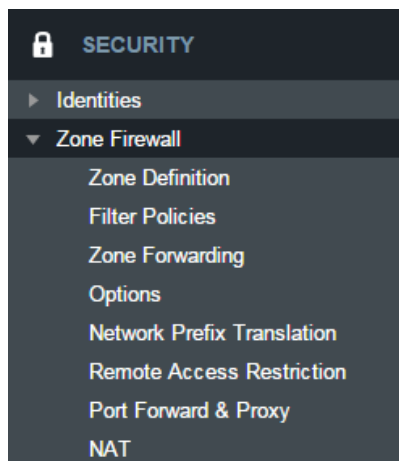 SECURITY
Identities
Zone Firewall
Zone Definition
Filter Policies
Zone Forwarding
Options
Network Prefix Translation
Remote Access Restriction
Port Forward & Proxy
NAT